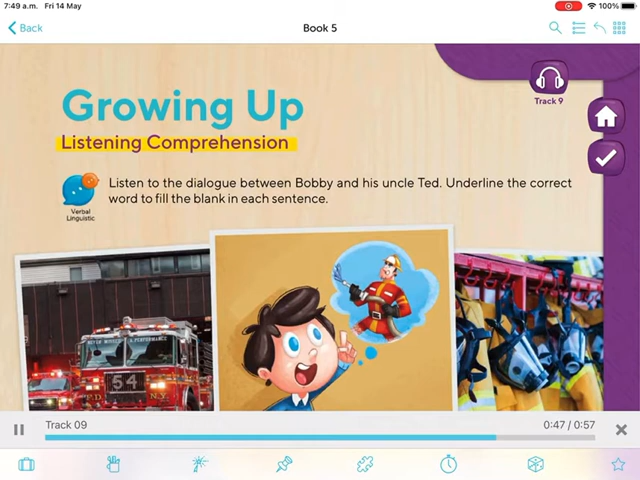 7:49 a.m. Fri 14 May
100%
Back
Book 5
Growing Up
Track 9
Listening Comprehension
Listen to the dialogue between Bobby and his uncle Ted. Underline the correct
word to fill the blank in each sentence.
Verbal
Linguistic
54
F.D.
N.Y.
Track 09
0:47 / 0:57